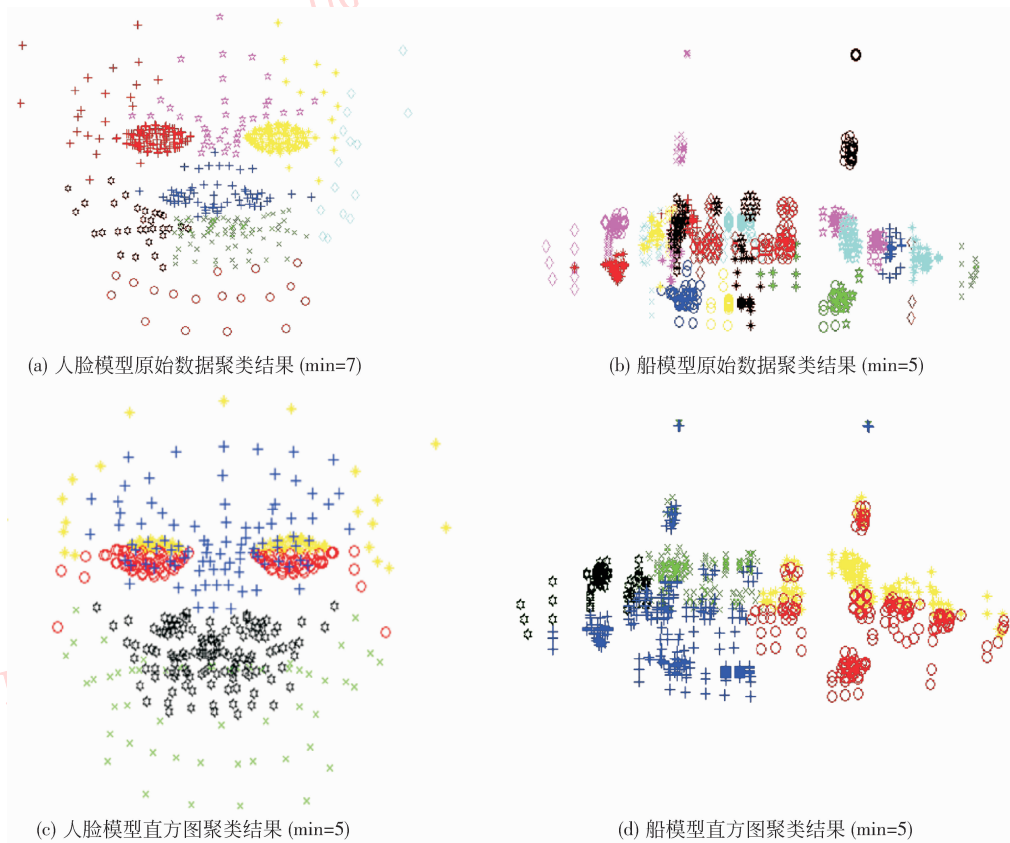 (a) 人脸模型原始数据聚类结果 (min=7)
(b) 船模型原始数据聚类结果 (min=5)
(c) 人脸模型直方图聚类结果 (min=5)
(d) 船模型直方图聚类结果 (min=5)